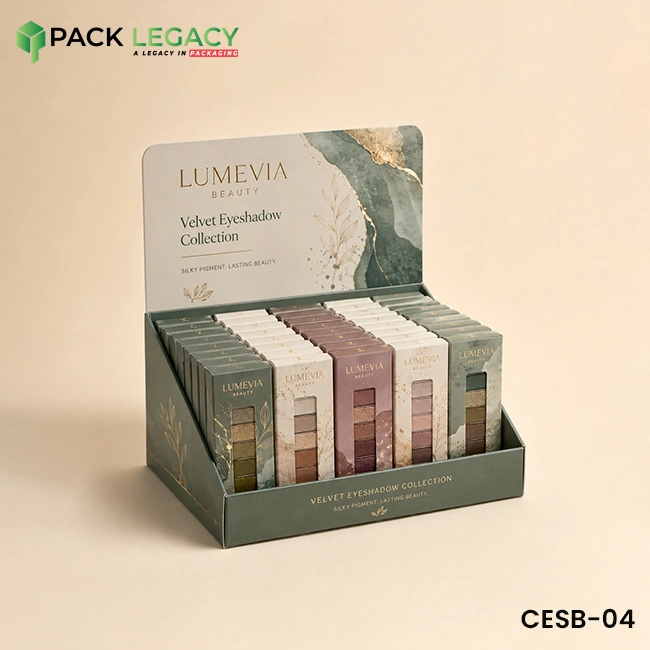 PACK LEGACY
A LEGACY IN PACKAGING
LUMEVIA
BEAUTY
Velvet Eyeshadow
Collection
SILKY PIGMENT. LASTING BEAUTY.
LUMEVIA
BEAUTY
LUMEVIA
BEAUTY
LUMEVIA
BEAUTY
LUMEVIA
BEAUTY
LUMEVIA
BEAUTY
VELVET EYESHADOW COLLECTION
SILKY PIGMENT. LASTING BEAUTY.
CESB-04